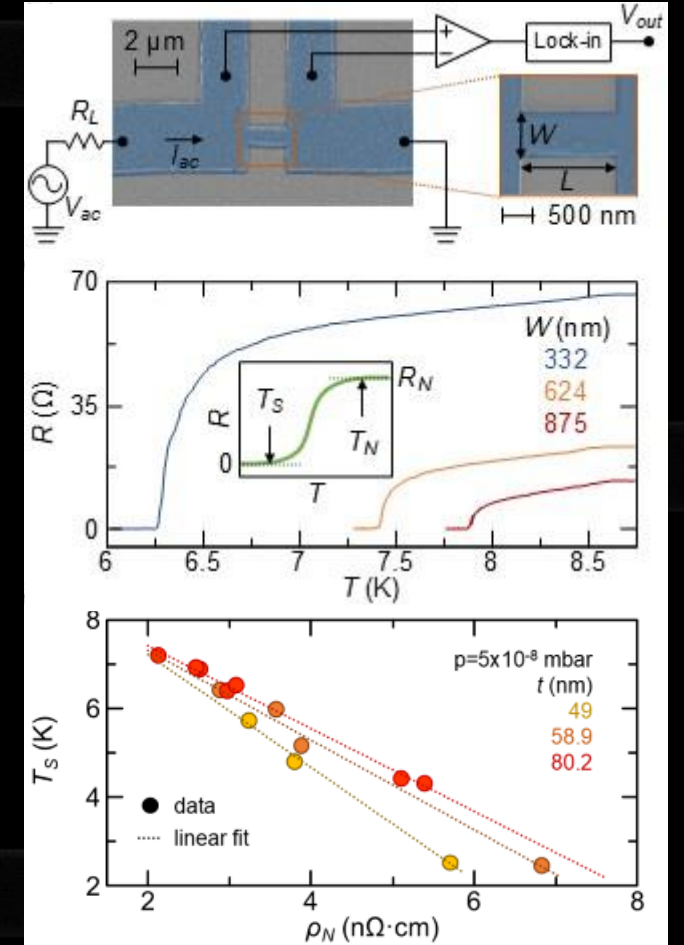 2 µm
V_out
+
−
Lock-in
R_L
I_ac
V_ac
W
L
500 nm
70
35
0
R (Ω)
W (nm)
332
624
875
R
0
T_S
T_N
R_N
T
6
6.5
7
7.5
8
8.5
T (K)
8
6
4
2
T_S (K)
p=5x10⁻⁸ mbar
t (nm)
49
58.9
80.2
data
linear fit
2
4
6
8
ρ_N (nΩ·cm)